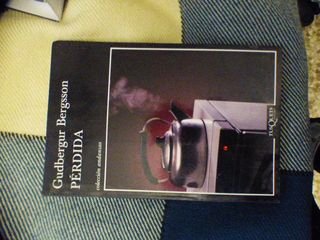 Gudbergur Bergsson
PÉRDIDA
colección andanzas
TUSQUETS